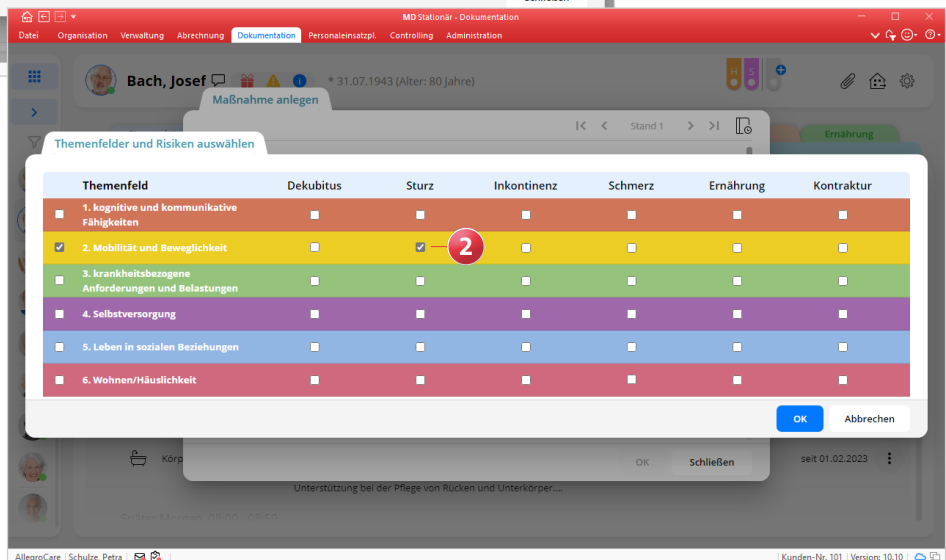 MD Stationär - Dokumentation
Datei Organisation Verwaltung Abrechnung Dokumentation Personaleinsatzpl. Controlling Administration
Bach, Josef * 31.07.1943 (Alter: 80 Jahre) H S
Maßnahme anlegen
Stand 1
Ernährung
Themenfelder und Risiken auswählen
Themenfeld Dekubitus Sturz Inkontinenz Schmerz Ernährung Kontraktur
1. kognitive und kommunikative
Fähigkeiten
2. Mobilität und Beweglichkeit 2
3. krankheitsbezogene
Anforderungen und Belastungen
4. Selbstversorgung
5. Leben in sozialen Beziehungen
6. Wohnen/Häuslichkeit
OK Abbrechen
Körp OK Schließen seit 01.02.2023
Unterstützung bei der Pflege von Rücken und Unterkörper....
AllegroCare Schulze, Petra Kunden-Nr. 101 Version: 10.10